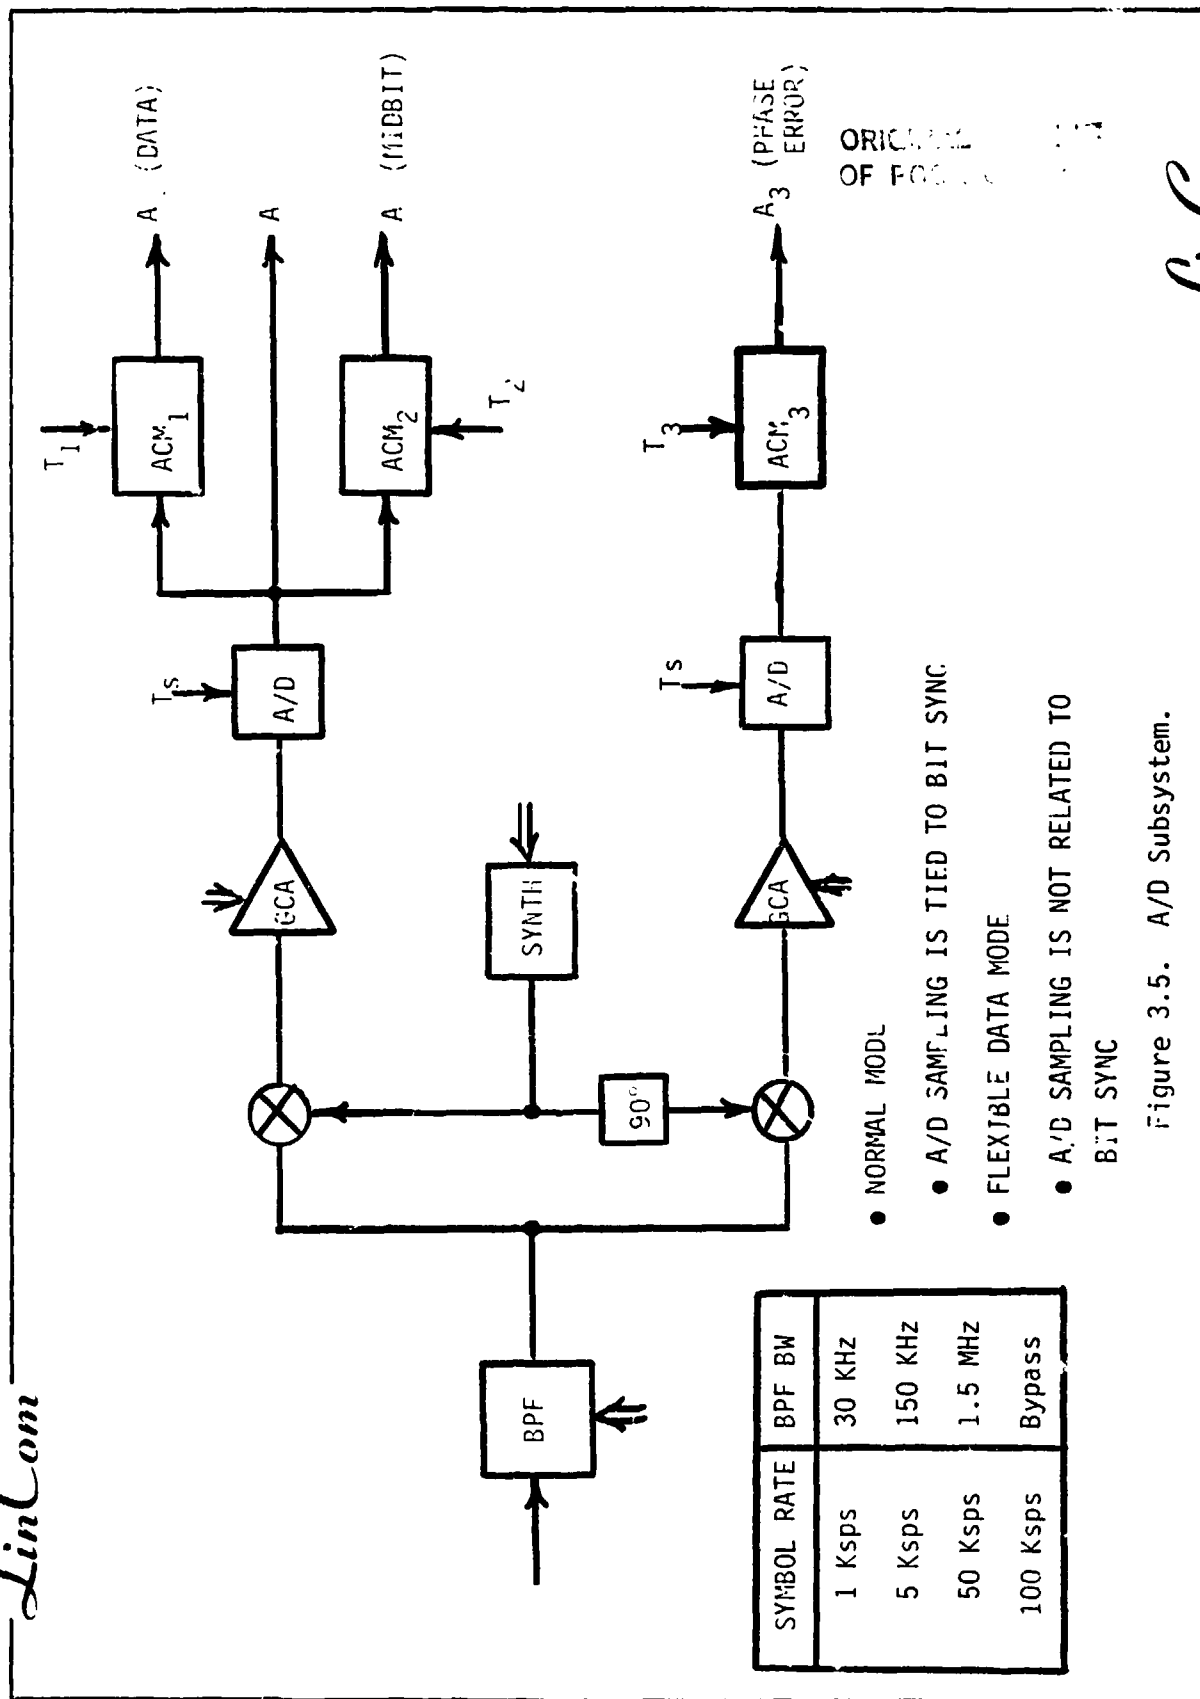 LinCom
T1
A (DATA)
ACM1
Ts
A
GCA
A/D
ACM2
A (MIDBIT)
T2
BPF
SYNTH
90°
T3
Ts
GCA
A/D
ACM3
A3 (PHASE
ERROR)
OF
SYMBOL RATE BPF BW
1 Ksps 30 KHz
5 Ksps 150 KHz
50 Ksps 1.5 MHz
100 Ksps Bypass
• NORMAL MODE
• A/D SAMPLING IS TIED TO BIT SYNC
• FLEXIBLE DATA MODE
• A/D SAMPLING IS NOT RELATED TO
BIT SYNC
Figure 3.5. A/D Subsystem.